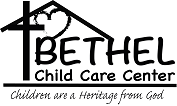 BETHEL
Child Care Center
Children are a Heritage from God